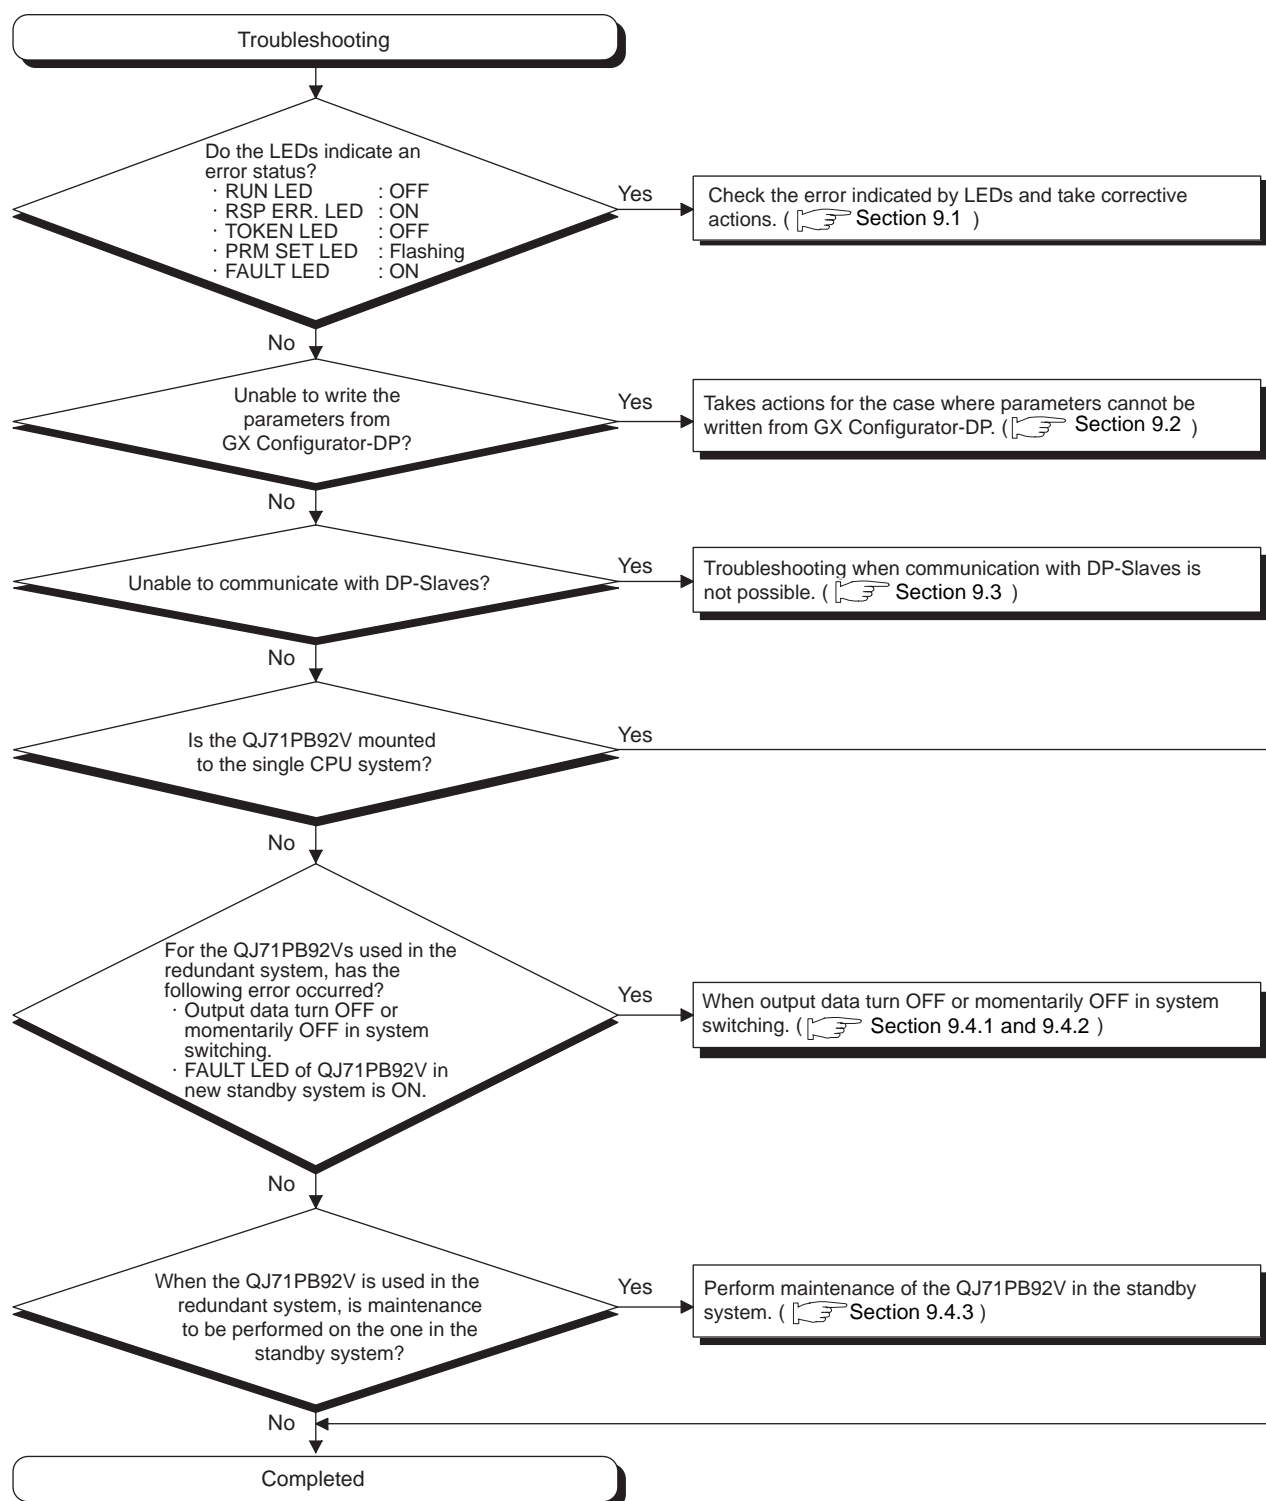 Troubleshooting
Do the LEDs indicate an
error status?
· RUN LED : OFF
· RSP ERR. LED : ON
· TOKEN LED : OFF
· PRM SET LED : Flashing
· FAULT LED : ON
Yes
Check the error indicated by LEDs and take corrective
actions. ( Section 9.1 )
No
Unable to write the
parameters from
GX Configurator-DP?
Yes
Takes actions for the case where parameters cannot be
written from GX Configurator-DP. ( Section 9.2 )
No
Unable to communicate with DP-Slaves?
Yes
Troubleshooting when communication with DP-Slaves is
not possible. ( Section 9.3 )
No
Is the QJ71PB92V mounted
to the single CPU system?
Yes
No
For the QJ71PB92Vs used in the
redundant system, has the
following error occurred?
· Output data turn OFF or
momentarily OFF in system
switching.
· FAULT LED of QJ71PB92V in
new standby system is ON.
Yes
When output data turn OFF or momentarily OFF in system
switching. ( Section 9.4.1 and 9.4.2 )
No
When the QJ71PB92V is used in the
redundant system, is maintenance
to be performed on the one in the
standby system?
Yes
Perform maintenance of the QJ71PB92V in the standby
system. ( Section 9.4.3 )
No
Completed